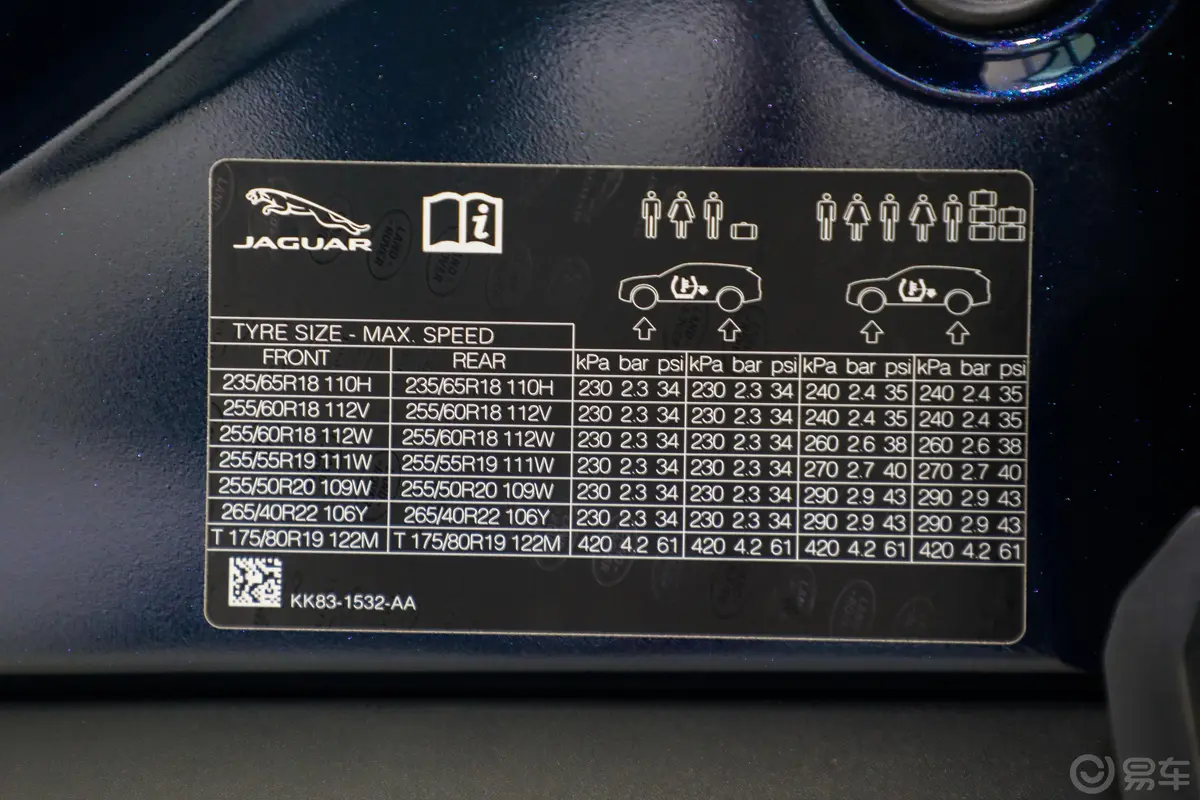 JAGUAR
TYRE SIZE - MAX. SPEED
FRONT REAR kPa bar psi kPa bar psi kPa bar psi kPa bar psi
235/65R18 110H 235/65R18 110H 230 2.3 34 230 2.3 34 240 2.4 35 240 2.4 35
255/60R18 112V 255/60R18 112V 230 2.3 34 230 2.3 34 240 2.4 35 240 2.4 35
255/60R18 112W 255/60R18 112W 230 2.3 34 230 2.3 34 260 2.6 38 260 2.6 38
255/55R19 111W 255/55R19 111W 230 2.3 34 230 2.3 34 270 2.7 40 270 2.7 40
255/50R20 109W 255/50R20 109W 230 2.3 34 230 2.3 34 290 2.9 43 290 2.9 43
265/40R22 106Y 265/40R22 106Y 230 2.3 34 230 2.3 34 290 2.9 43 290 2.9 43
T 175/80R19 122M T 175/80R19 122M 420 4.2 61 420 4.2 61 420 4.2 61 420 4.2 61
KK83-1532-AA
易车